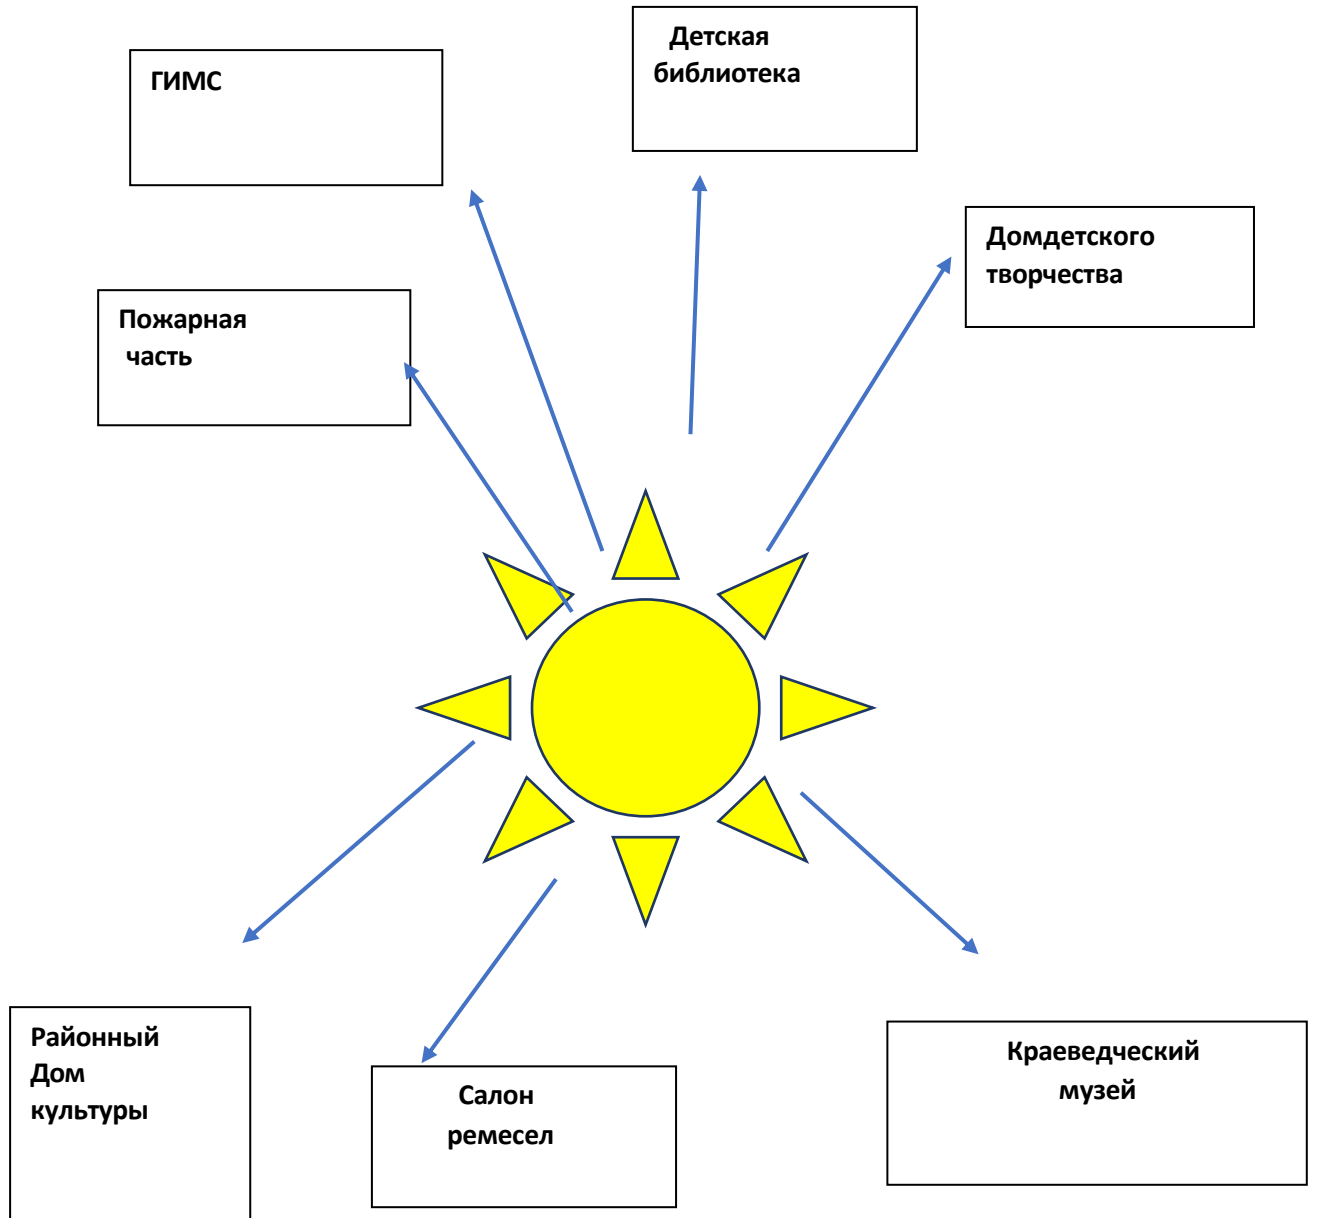 Детская
библиотека
ГИМС
Домдетского
творчества
Пожарная
часть
Районный
Дом
культуры
Салон
ремесел
Краеведческий
музей